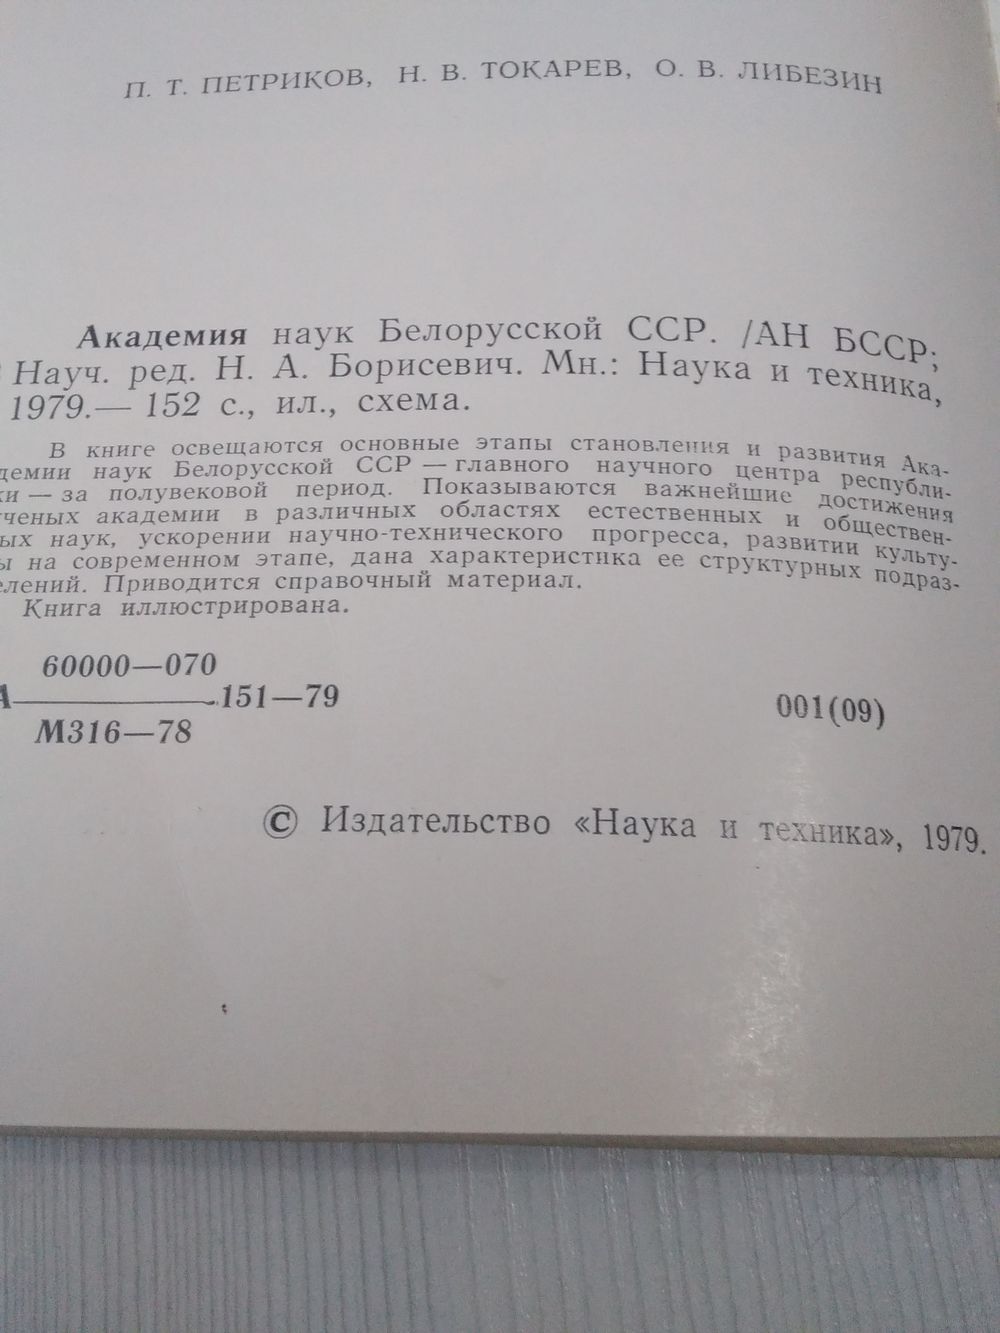 П. Т. ПЕТРИКОВ, Н. В. ТОКАРЕВ, О. В. ЛИБЕЗИН
Академия наук Белорусской ССР. /АН БССР;
Науч. ред. Н. А. Борисевич. Мн.: Наука и техника,
1979.— 152 с., ил., схема.
В книге освещаются основные этапы становления и развития Ака-
демии наук Белорусской ССР — главного научного центра республи-
ки — за полувековой период. Показываются важнейшие достижения
ученых академии в различных областях естественных и обществен-
ых наук, ускорении научно-технического прогресса, развитии культу-
ы на современном этапе, дана характеристика ее структурных подраз-
елений. Приводится справочный материал.
Книга иллюстрирована.
60000—070
А 151—79
М316—78
001(09)
© Издательство «Наука и техника», 1979.